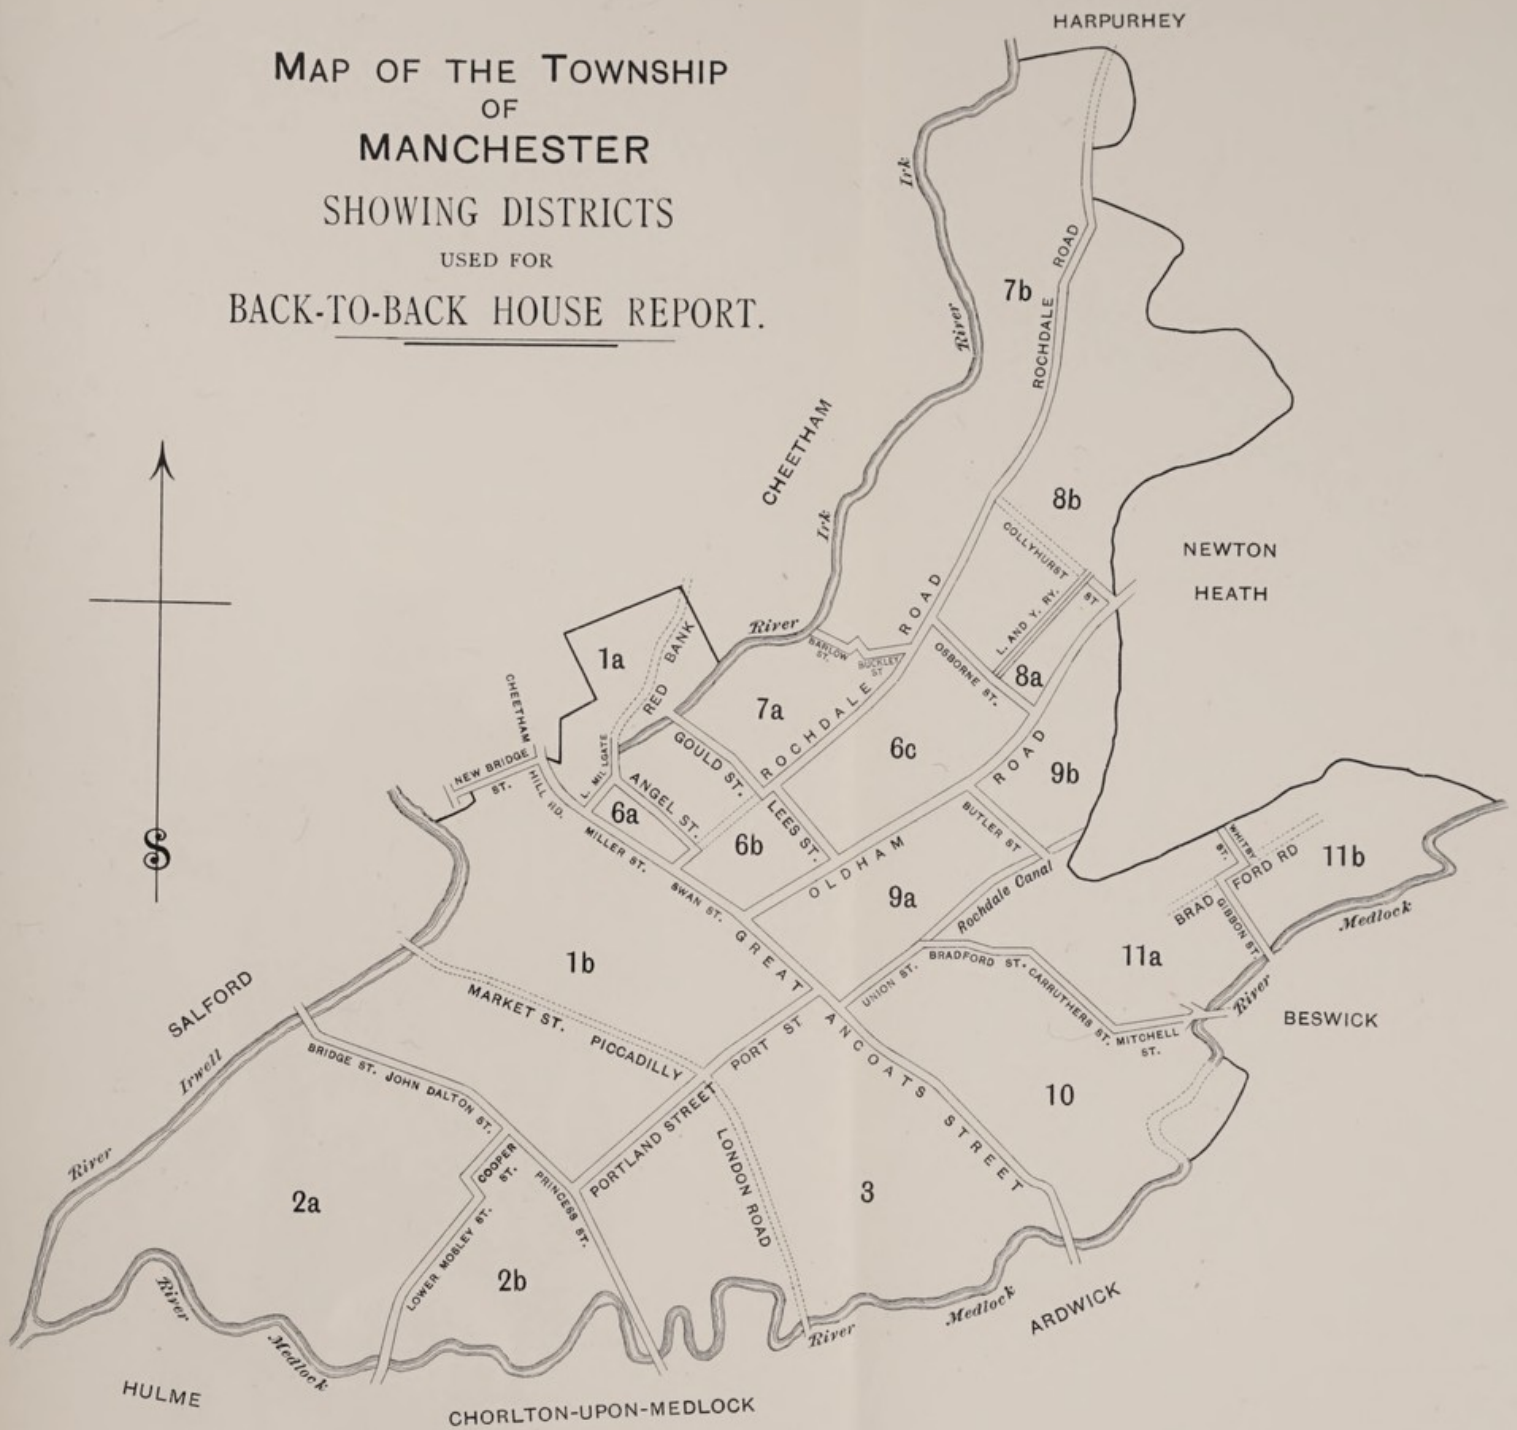 HARPURHEY
MAP OF THE TOWNSHIP
OF
MANCHESTER
SHOWING DISTRICTS
USED FOR
BACK-TO-BACK HOUSE REPORT.
Irk
River
7b
ROCHDALE ROAD
CHEETHAM
Irk
8b
COLLYHURST ST
NEWTON
HEATH
L. AND Y. RY.
River
ROCHDALE ROAD
BARLOW
ST.
BUCKLEY
ST
OSBORNE ST.
8a
1a
RED BANK
7a
6c
CHEETHAM
HILL RD.
NEW BRIDGE
ST.
L. MILLGATE
GOULD ST.
ANGEL ST.
6a
6b
LEES ST.
MILLER ST.
SWAN ST.
OLDHAM ROAD
9b
BUTLER ST
9a
Rochdale Canal
WHITBY
ST.
BRADFORD RD
11b
GIBBON ST.
Medlock
River
S
1b
GREAT ANCOATS STREET
UNION ST.
BRADFORD ST.
CARRUTHERS ST.
11a
MITCHELL
ST.
BESWICK
SALFORD
Irwell
River
MARKET ST.
PICCADILLY
PORT ST
BRIDGE ST.
JOHN DALTON ST.
PORTLAND STREET
10
COOPER
ST.
PRINCESS ST.
LONDON ROAD
3
2a
LOWER MOSLEY ST.
2b
River
Medlock
River
Medlock
ARDWICK
HULME
CHORLTON-UPON-MEDLOCK